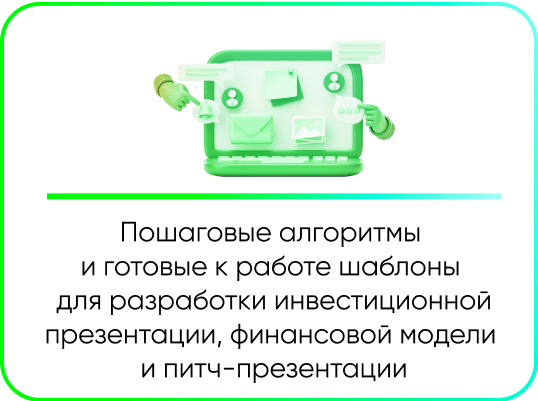 Пошаговые алгоритмы
и готовые к работе шаблоны
для разработки инвестиционной
презентации, финансовой модели
и питч-презентации